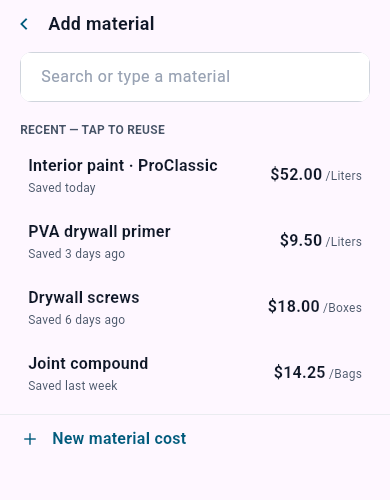 Add material
Search or type a material
RECENT — TAP TO REUSE
Interior paint · ProClassic
$52.00 /Liters
Saved today
PVA drywall primer
$9.50 /Liters
Saved 3 days ago
Drywall screws
$18.00 /Boxes
Saved 6 days ago
Joint compound
$14.25 /Bags
Saved last week
New material cost